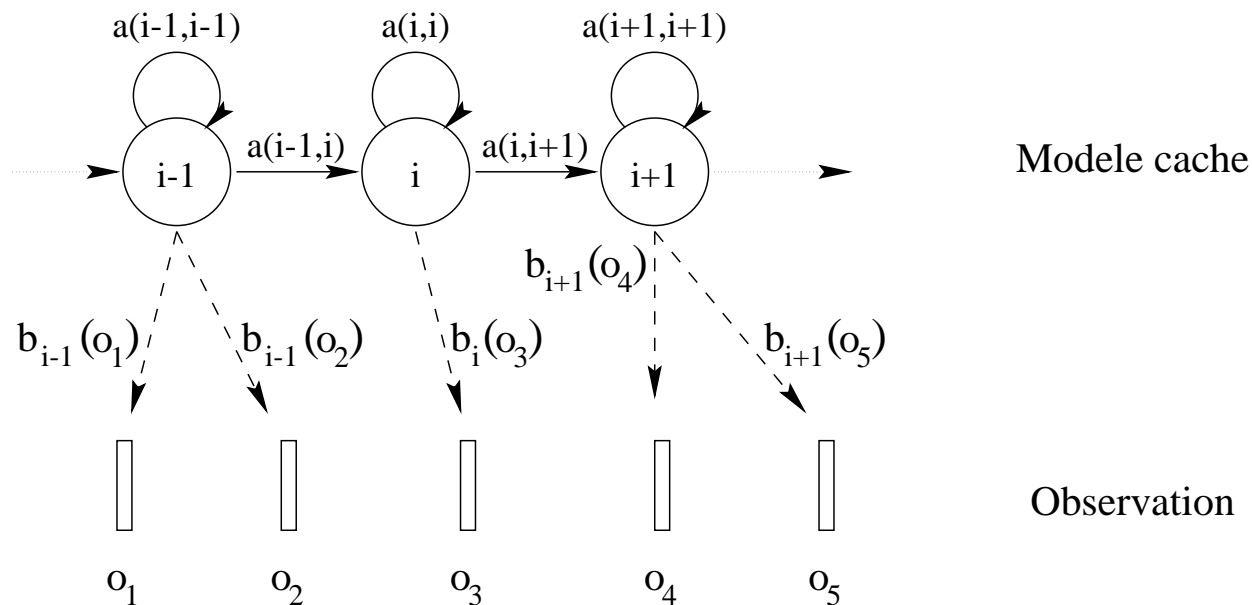 a(i-1,i-1) a(i,i) a(i+1,i+1)
a(i-1,i) a(i,i+1)
i-1 i i+1 Modele cache
b_{i+1}(o_4)
b_{i-1}(o_1) b_{i-1}(o_2) b_i(o_3) b_{i+1}(o_5)
Observation
o_1 o_2 o_3 o_4 o_5